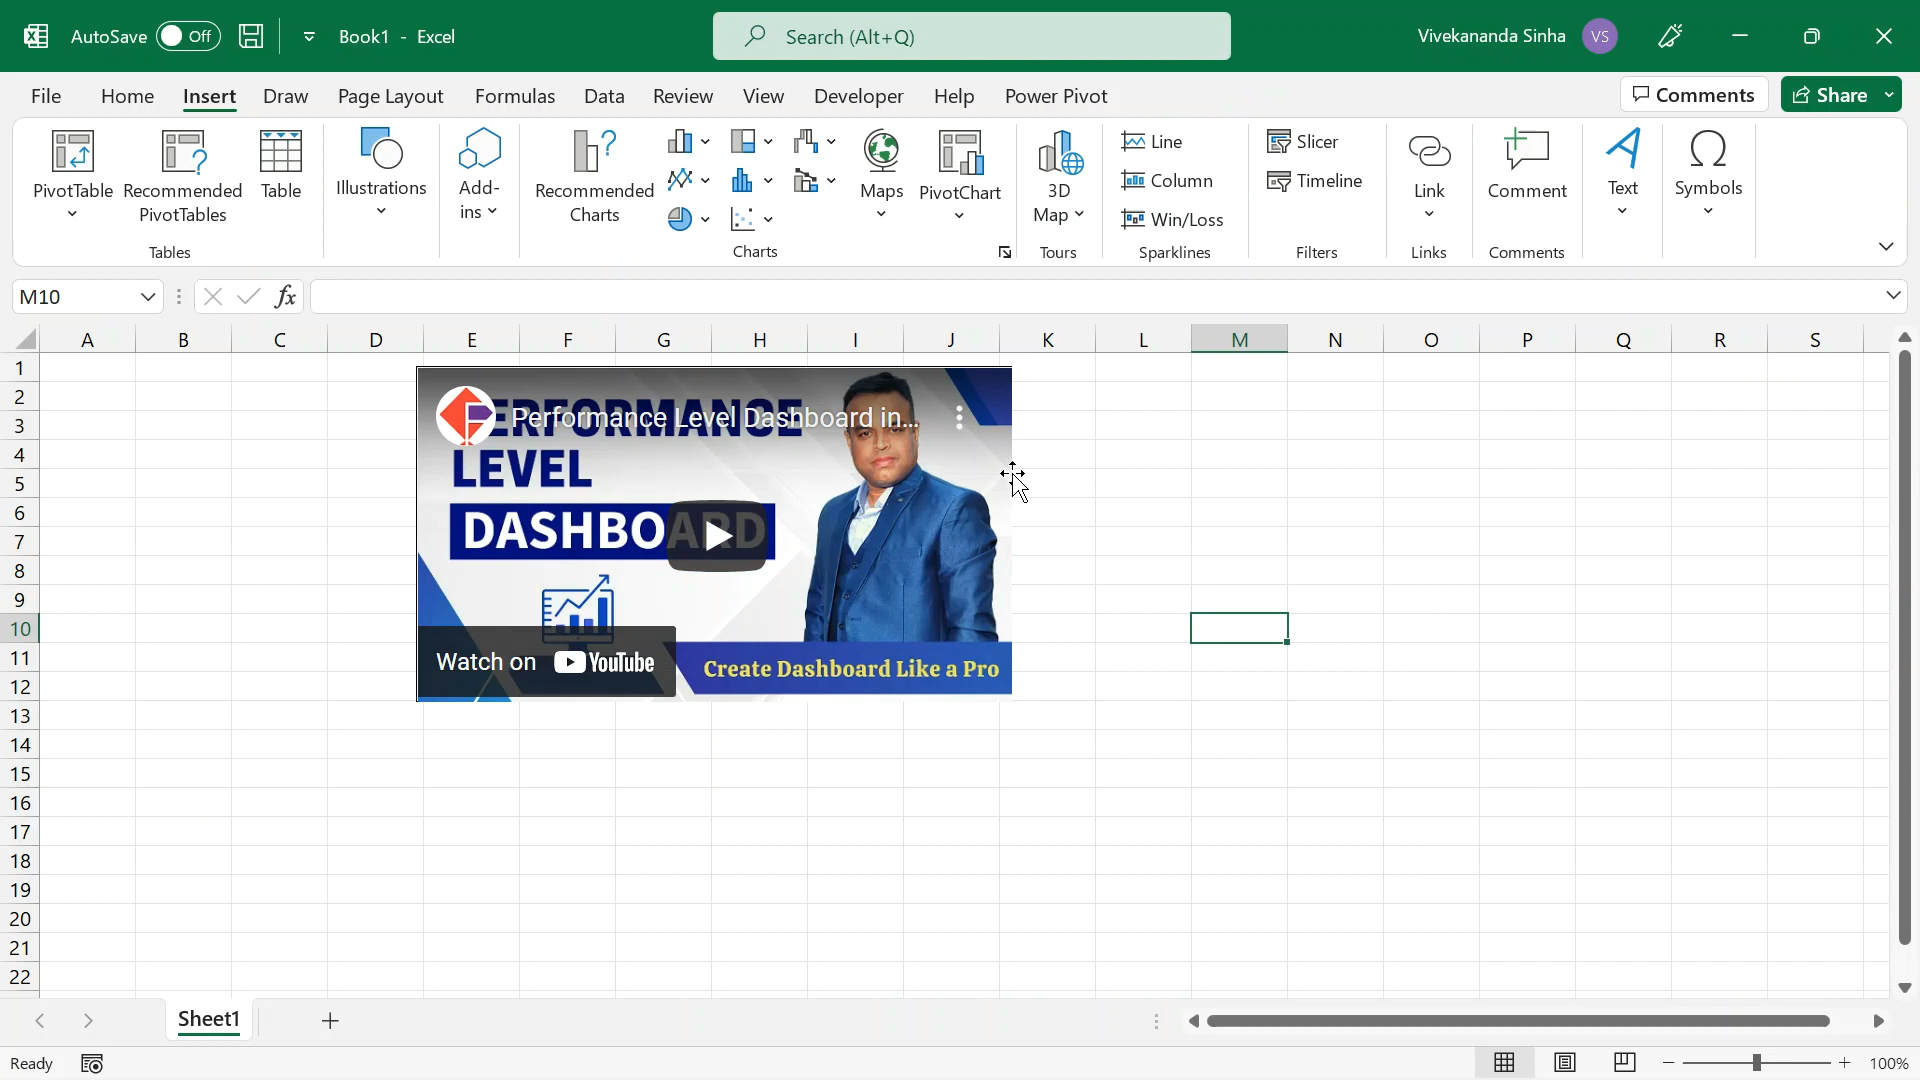 AutoSave Off Book1 - Excel Search (Alt+Q) Vivekananda Sinha VS
File Home Insert Draw Page Layout Formulas Data Review View Developer Help Power Pivot Comments Share
PivotTable
Recommended
PivotTables
Table
Tables
Illustrations
Add-
ins
Recommended
Charts
Maps
PivotChart
Charts
3D
Map
Tours
Line
Column
Win/Loss
Sparklines
Slicer
Timeline
Filters
Link
Links
Comment
Comments
Text
Symbols
M10 fx
A B C D E F G H I J K L M N O P Q R S
1
2
3
4
5
6
7
8
9
10
11
12
13
14
15
16
17
18
19
20
21
22
Performance Level Dashboard in...
PERFORMANCE
LEVEL
DASHBOARD
Watch on YouTube
Create Dashboard Like a Pro
Sheet1
Ready 100%